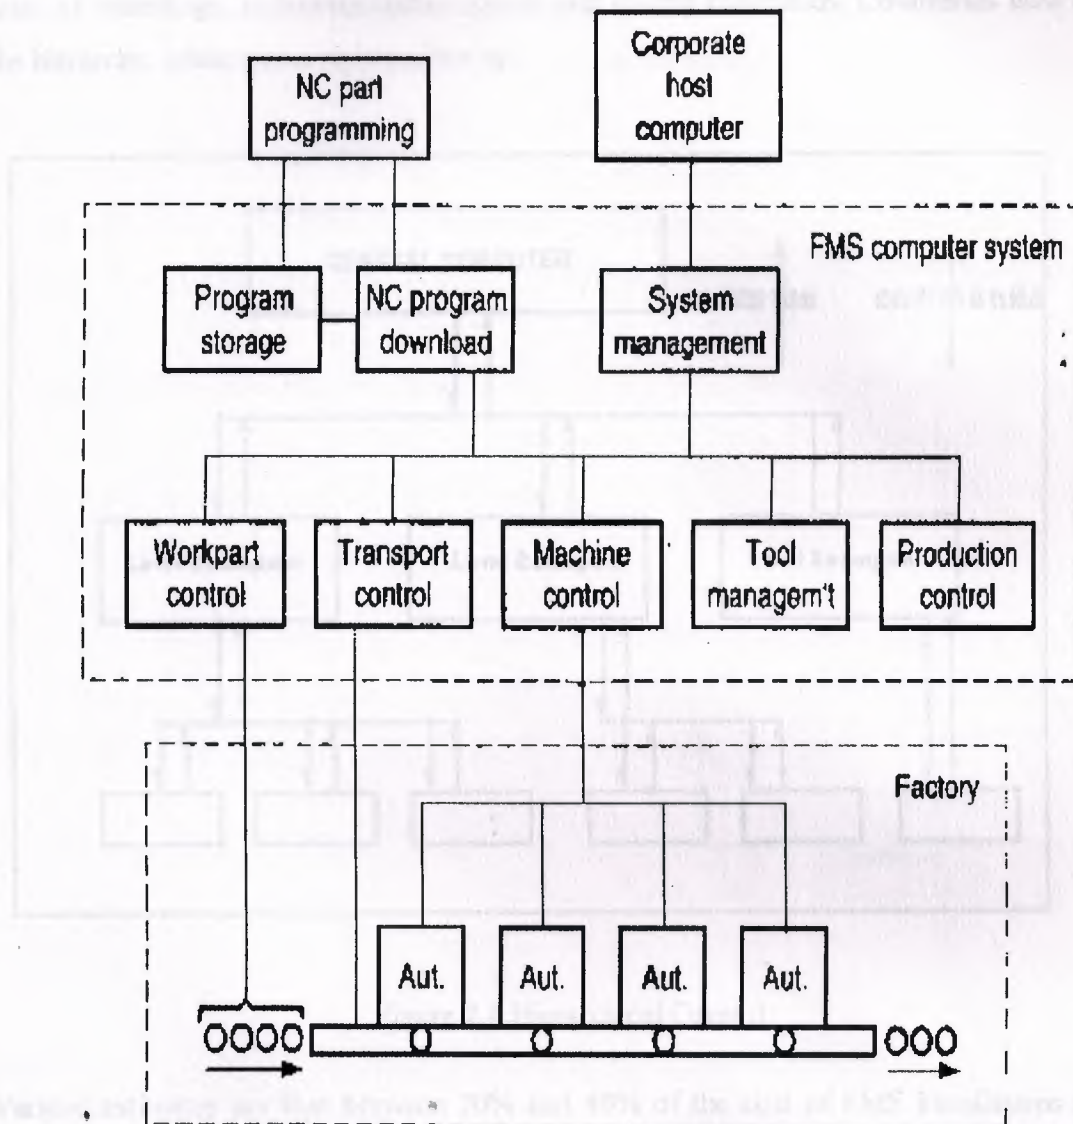 NC part
programming
Corporate
host
computer
FMS computer system
Program
storage
NC program
download
System
management
Workpart
control
Transport
control
Machine
control
Tool
managem't
Production
control
Factory
Aut.
Aut.
Aut.
Aut.